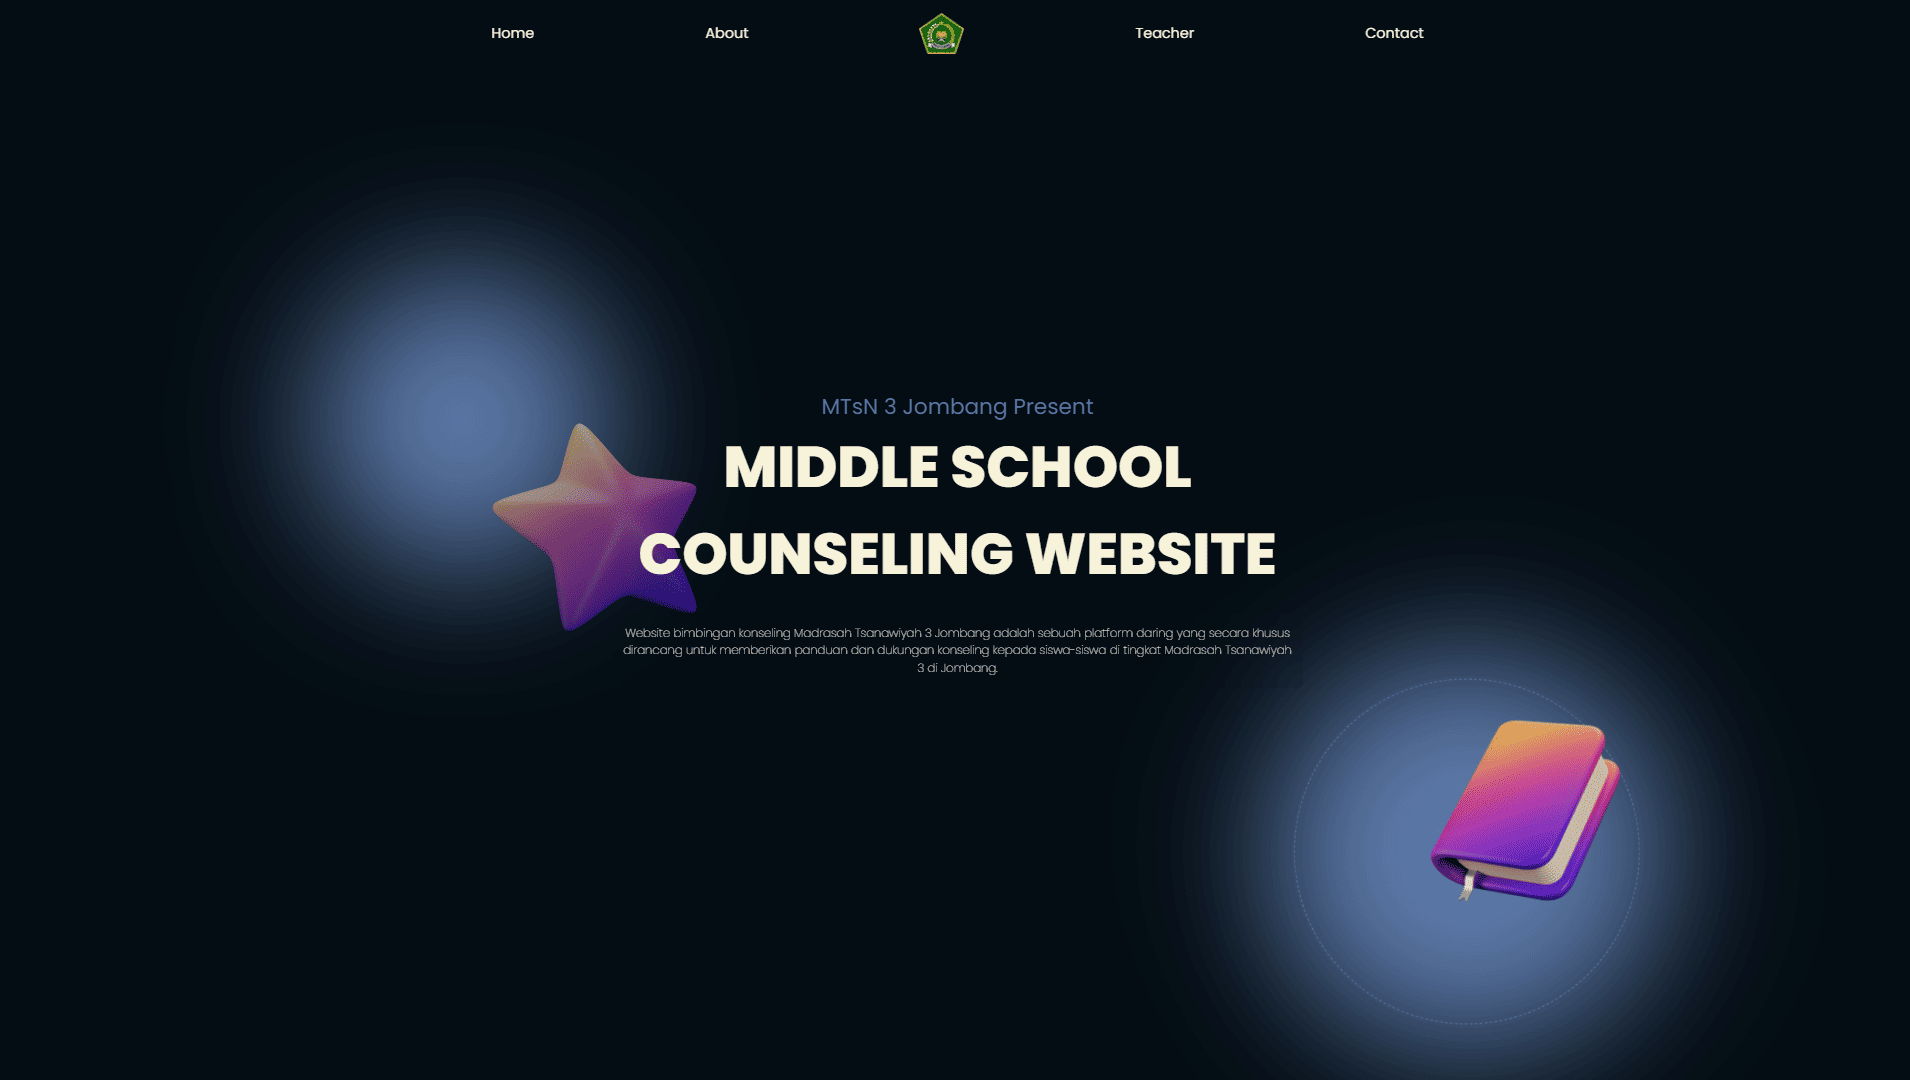 Home
About
Teacher
Contact
MTsN 3 Jombang Present
MIDDLE SCHOOL
COUNSELING WEBSITE
Website bimbingan konseling Madrasah Tsanawiyah 3 Jombang adalah sebuah platform daring yang secara khusus
dirancang untuk memberikan panduan dan dukungan konseling kepada siswa-siswa di tingkat Madrasah Tsanawiyah
3 di Jombang.